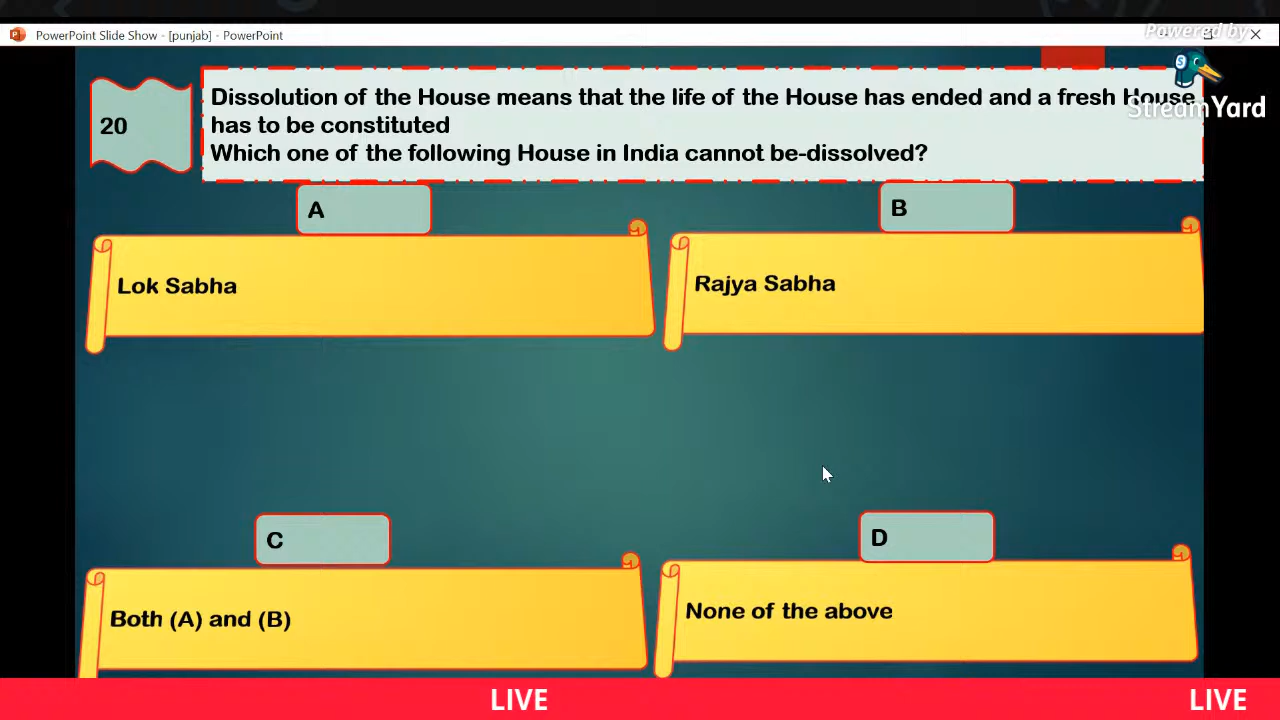 PowerPoint Slide Show - [punjab] - PowerPoint
Powered by
StreamYard
20
Dissolution of the House means that the life of the House has ended and a fresh House
has to be constituted
Which one of the following House in India cannot be-dissolved?
A
B
Lok Sabha
Rajya Sabha
C
D
Both (A) and (B)
None of the above
LIVE
LIVE